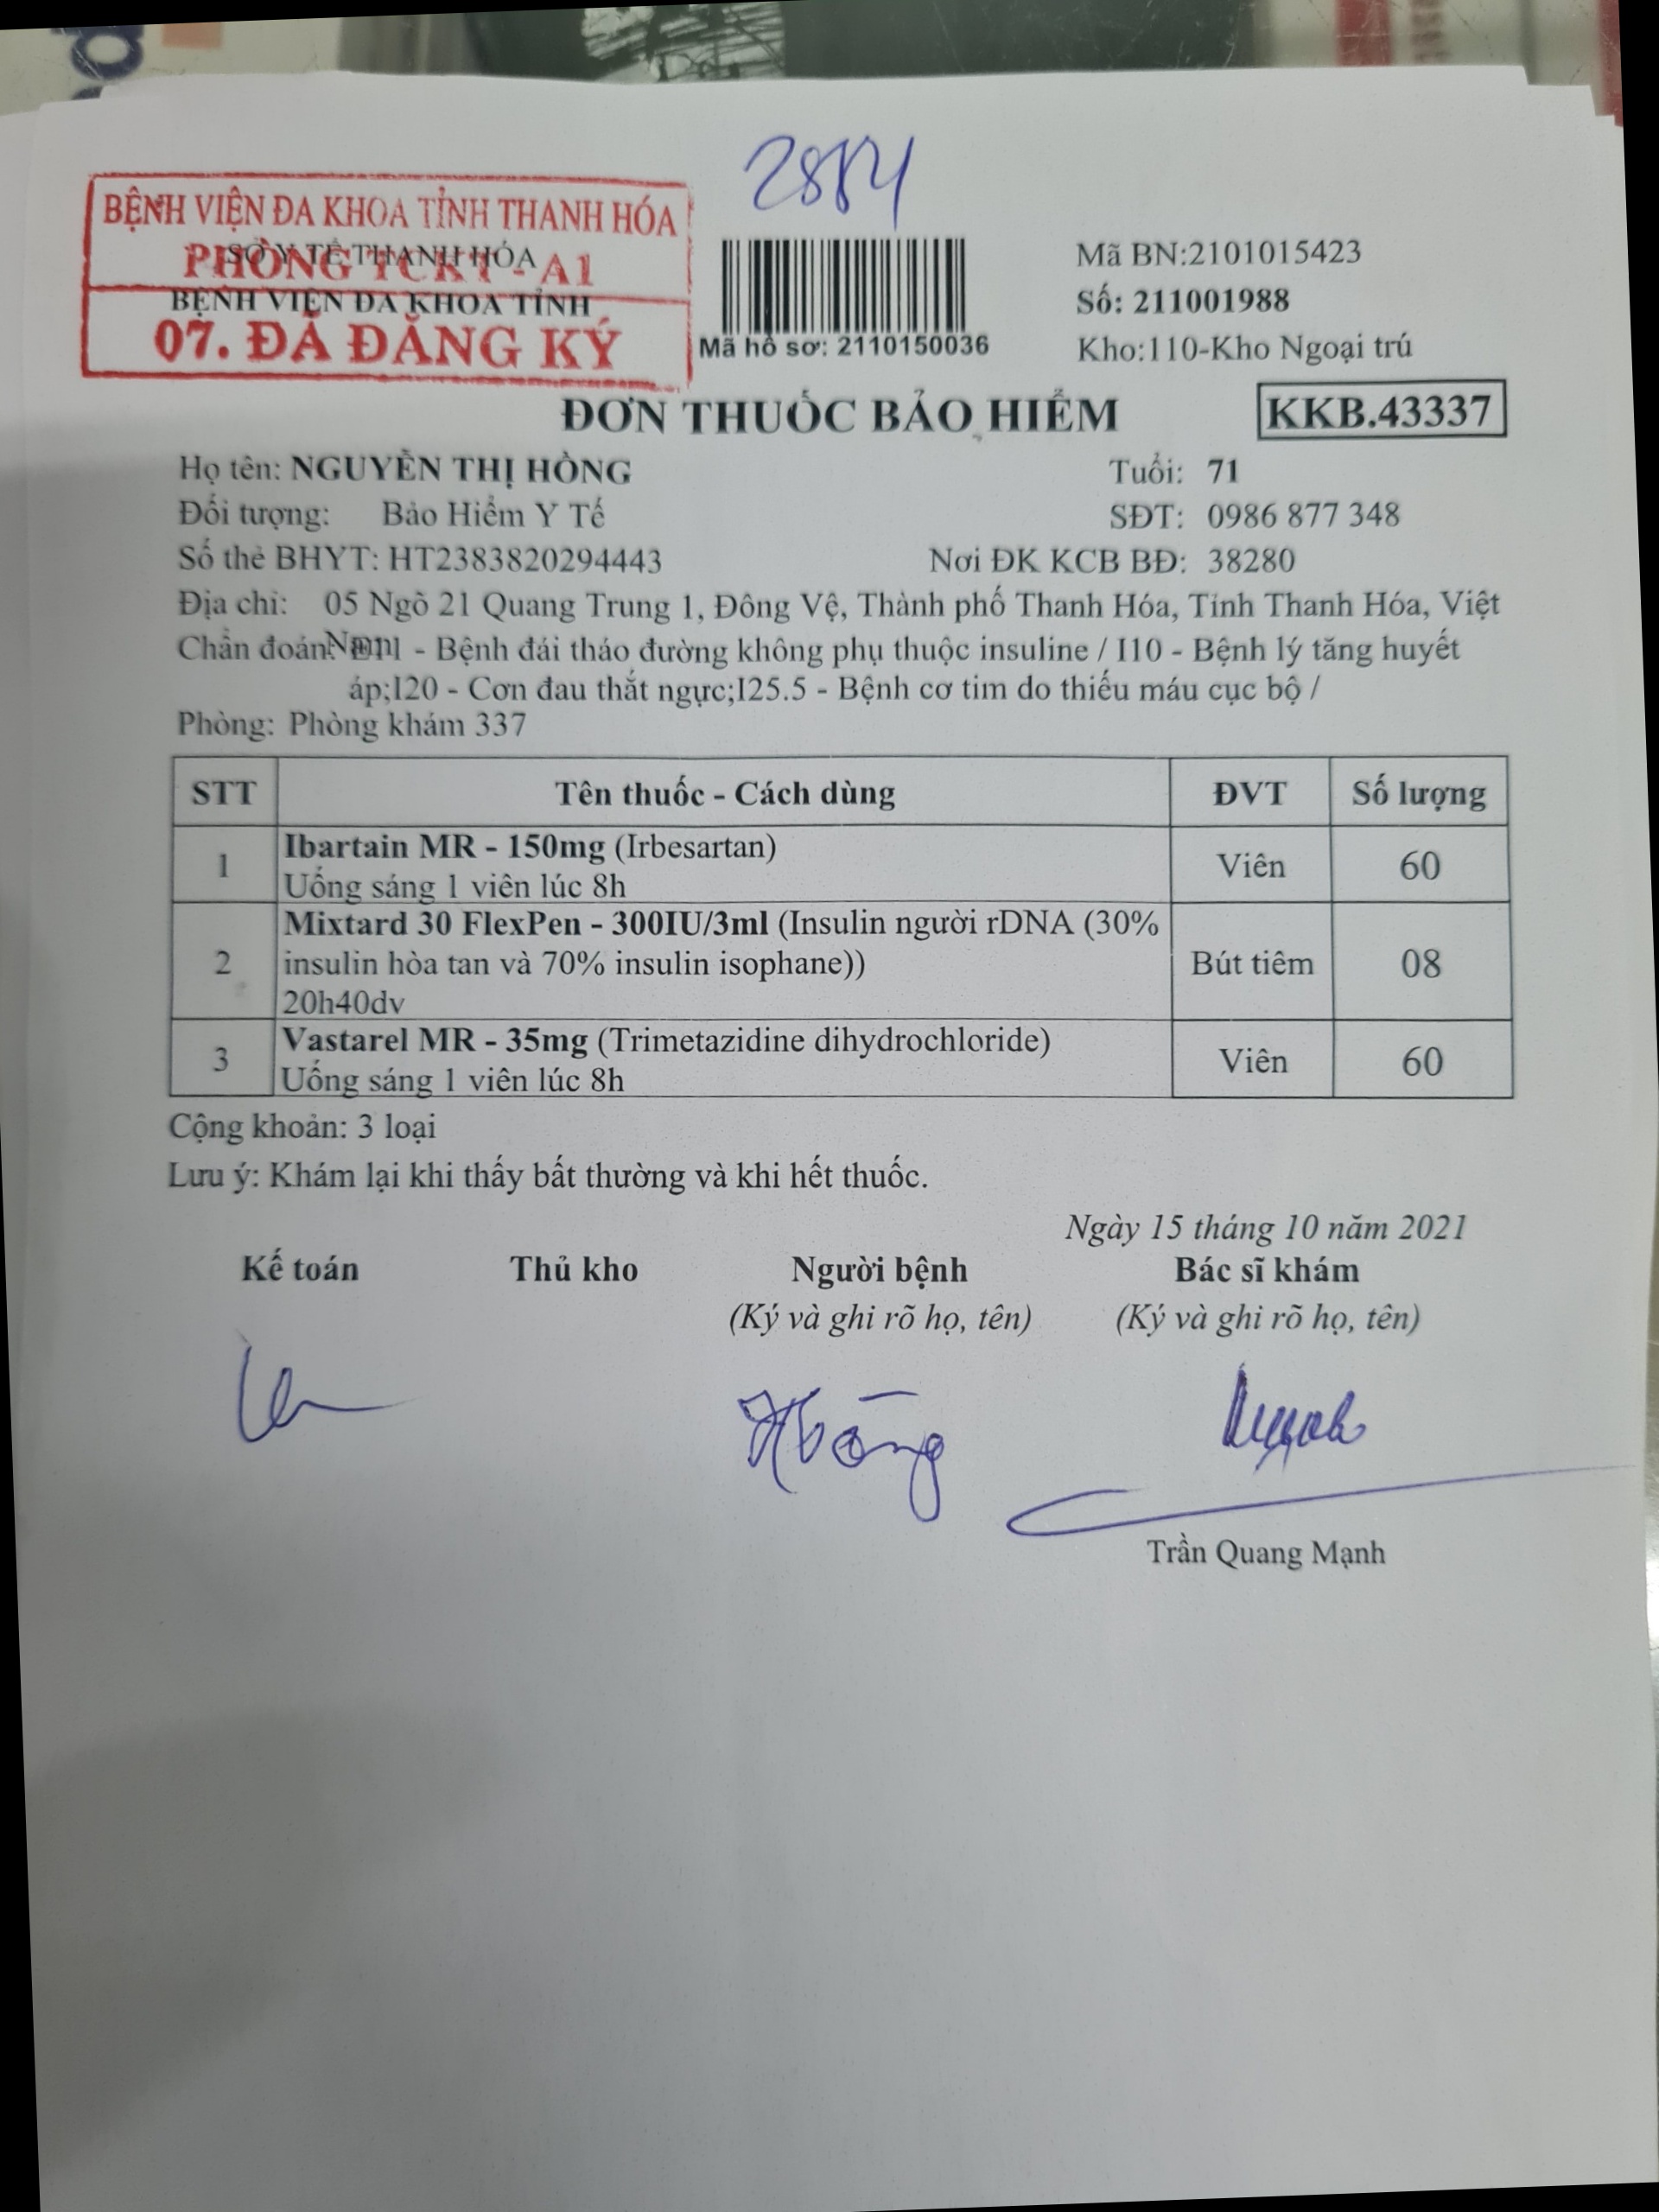 2884
BỆNH VIỆN ĐA KHOA TỈNH THANH HÓA
PHÒNG TCKT - A1
07. ĐÃ ĐĂNG KÝ
SỞ Y TẾ THANH HÓA
BỆNH VIỆN ĐA KHOA TỈNH
Mã hồ sơ: 2110150036
Mã BN:2101015423
Số: 211001988
Kho:110-Kho Ngoại trú
ĐƠN THUỐC BẢO HIỂM
KKB.43337
Họ tên: NGUYỄN THỊ HỒNG Tuổi: 71
Đối tượng: Bảo Hiểm Y Tế SĐT: 0986 877 348
Số thẻ BHYT: HT2383820294443 Nơi ĐK KCB BĐ: 38280
Địa chỉ: 05 Ngõ 21 Quang Trung 1, Đông Vệ, Thành phố Thanh Hóa, Tỉnh Thanh Hóa, Việt
Nam
Chẩn đoán: E11 - Bệnh đái tháo đường không phụ thuộc insuline / I10 - Bệnh lý tăng huyết
áp;I20 - Cơn đau thắt ngực;I25.5 - Bệnh cơ tim do thiếu máu cục bộ /
Phòng: Phòng khám 337
STT Tên thuốc - Cách dùng ĐVT Số lượng
1 Ibartain MR - 150mg (Irbesartan) Viên 60
Uống sáng 1 viên lúc 8h
2 Mixtard 30 FlexPen - 300IU/3ml (Insulin người rDNA (30%
insulin hòa tan và 70% insulin isophane)) Bút tiêm 08
20h40dv
3 Vastarel MR - 35mg (Trimetazidine dihydrochloride) Viên 60
Uống sáng 1 viên lúc 8h
Cộng khoản: 3 loại
Lưu ý: Khám lại khi thấy bất thường và khi hết thuốc.
Ngày 15 tháng 10 năm 2021
Kế toán Thủ kho Người bệnh Bác sĩ khám
(Ký và ghi rõ họ, tên) (Ký và ghi rõ họ, tên)
Hồng
Trần Quang Mạnh